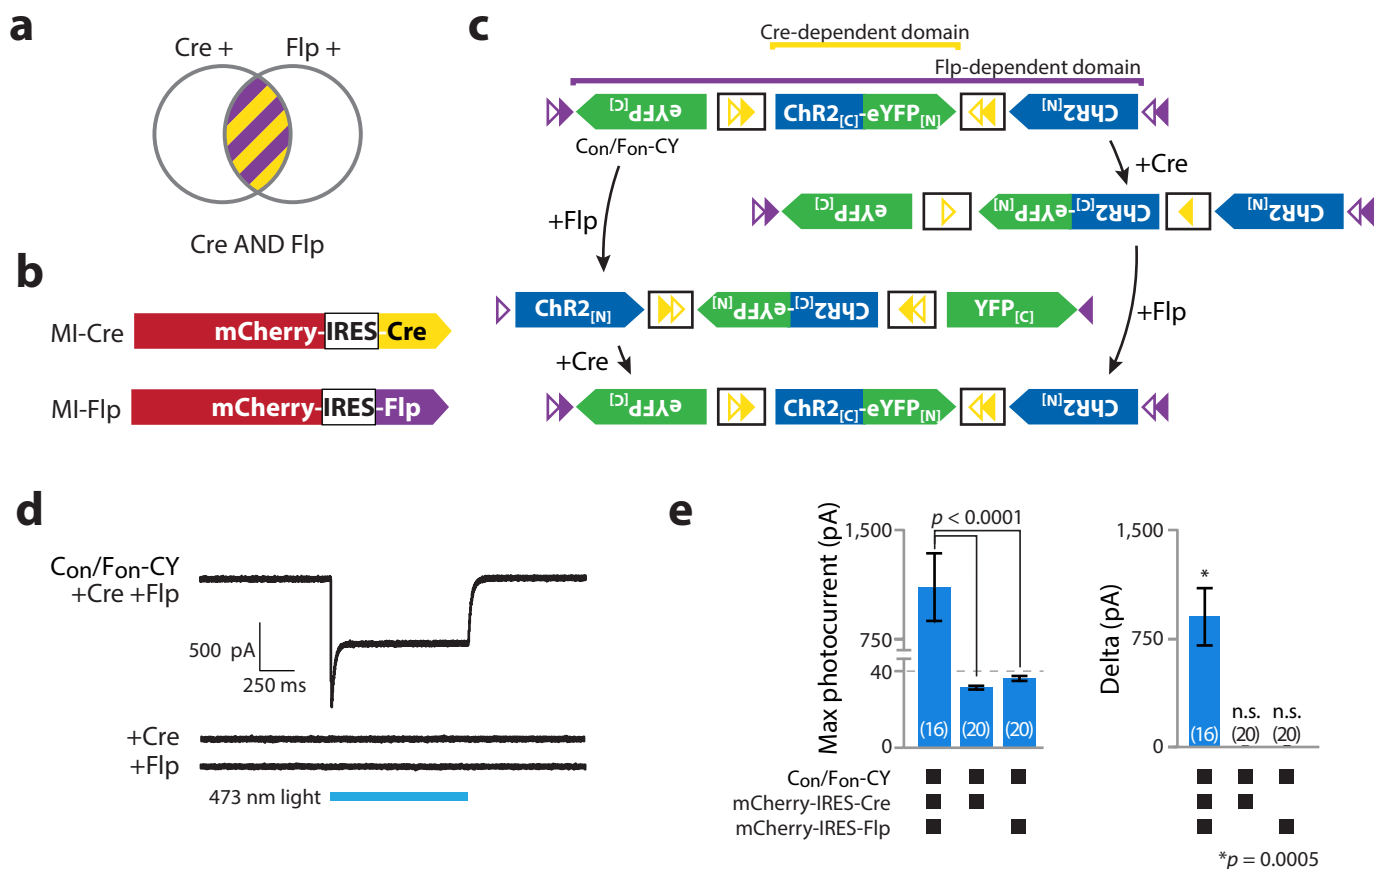 a
Cre +
Flp +
Cre AND Flp
b
MI-Cre
mCherry-IRES-Cre
MI-Flp
mCherry-IRES-Flp
c
Cre-dependent domain
Flp-dependent domain
eYFP[C]
ChR2[C]-eYFP[N]
ChR2[N]
Con/Fon-CY
+Cre
eYFP[C]
ChR2[C]-eYFP[N]
ChR2[N]
+Flp
ChR2[N]
ChR2[C]-eYFP[N]
YFP[C]
+Flp
+Cre
eYFP[C]
ChR2[C]-eYFP[N]
ChR2[N]
d
Con/Fon-CY
+Cre +Flp
500 pA
250 ms
+Cre
+Flp
473 nm light
e
Max photocurrent (pA)
1,500
750
40
0
p < 0.0001
(16)
(20)
(20)
Con/Fon-CY
mCherry-IRES-Cre
mCherry-IRES-Flp
Delta (pA)
1,500
750
0
*
n.s.
n.s.
(16)
(20)
(20)
*p = 0.0005